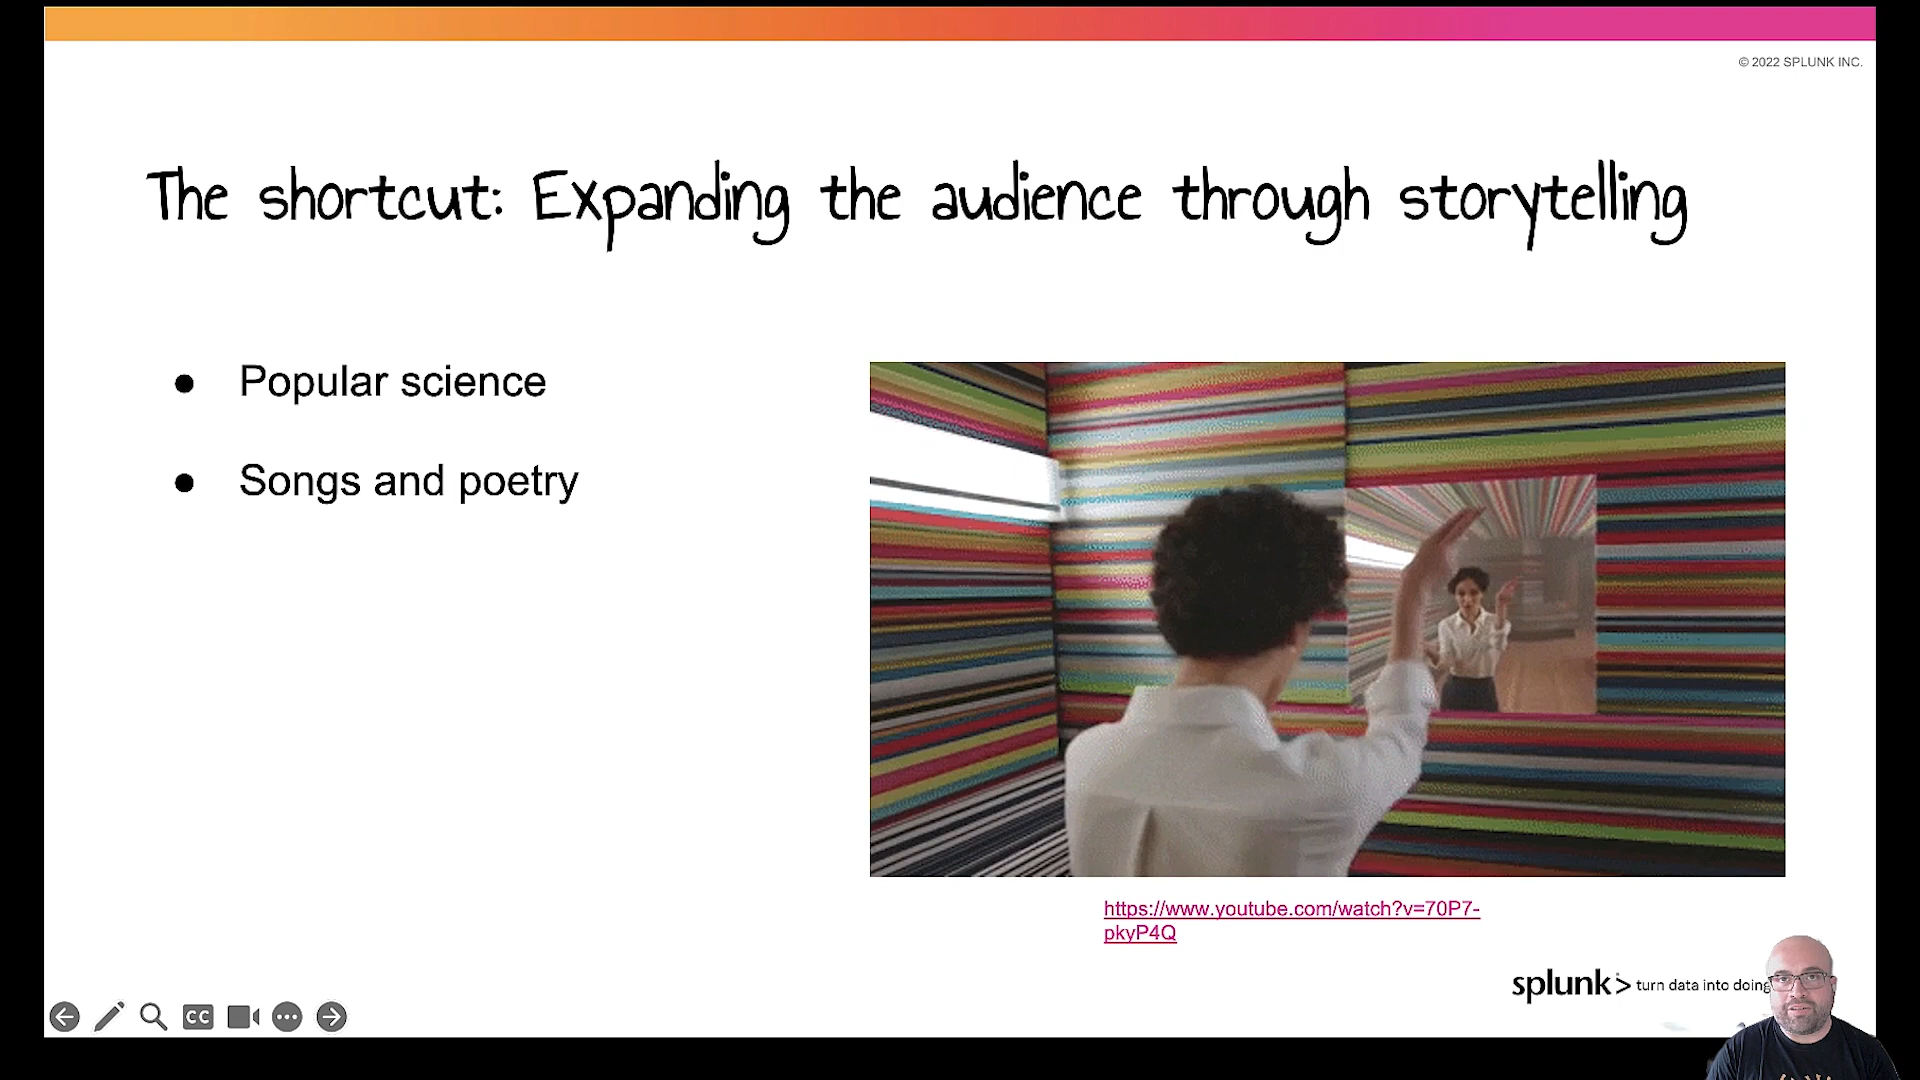 © 2022 SPLUNK INC.
The shortcut: Expanding the audience through storytelling
● Popular science
● Songs and poetry
https://www.youtube.com/watch?v=70P7-
pkyP4Q
splunk> turn data into doing
CC